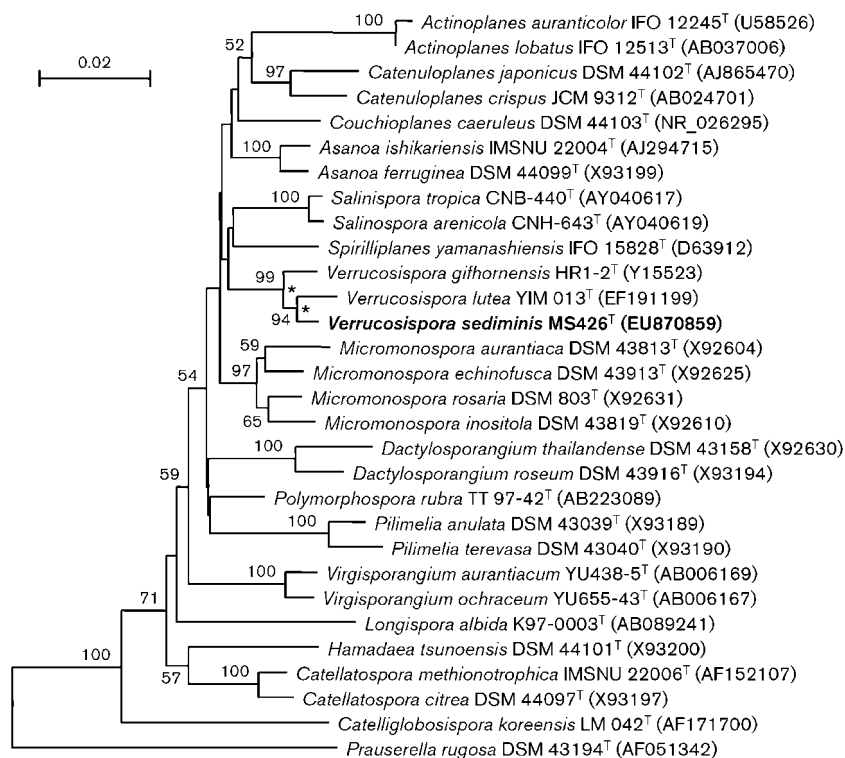 100 Actinoplanes auranticolor IFO 12245T (U58526)
52 Actinoplanes lobatus IFO 12513T (AB037006)
0.02 97 Catenuloplanes japonicus DSM 44102T (AJ865470)
Catenuloplanes crispus JCM 9312T (AB024701)
Couchioplanes caeruleus DSM 44103T (NR_026295)
100 Asanoa ishikariensis IMSNU 22004T (AJ294715)
Asanoa ferruginea DSM 44099T (X93199)
100 Salinispora tropica CNB-440T (AY040617)
Salinospora arenicola CNH-643T (AY040619)
Spirilliplanes yamanashiensis IFO 15828T (D63912)
99 Verrucosispora gifhornensis HR1-2T (Y15523)
* Verrucosispora lutea YIM 013T (EF191199)
94 * Verrucosispora sediminis MS426T (EU870859)
59 Micromonospora aurantiaca DSM 43813T (X92604)
97 Micromonospora echinofusca DSM 43913T (X92625)
54 Micromonospora rosaria DSM 803T (X92631)
65 Micromonospora inositola DSM 43819T (X92610)
100 Dactylosporangium thailandense DSM 43158T (X92630)
59 Dactylosporangium roseum DSM 43916T (X93194)
Polymorphospora rubra TT 97-42T (AB223089)
100 Pilimelia anulata DSM 43039T (X93189)
Pilimelia terevasa DSM 43040T (X93190)
100 Virgisporangium aurantiacum YU438-5T (AB006169)
71 Virgisporangium ochraceum YU655-43T (AB006167)
Longispora albida K97-0003T (AB089241)
100 Hamadaea tsunoensis DSM 44101T (X93200)
57 100 Catellatospora methionotrophica IMSNU 22006T (AF152107)
Catellatospora citrea DSM 44097T (X93197)
Catelliglobosispora koreensis LM 042T (AF171700)
Prauserella rugosa DSM 43194T (AF051342)